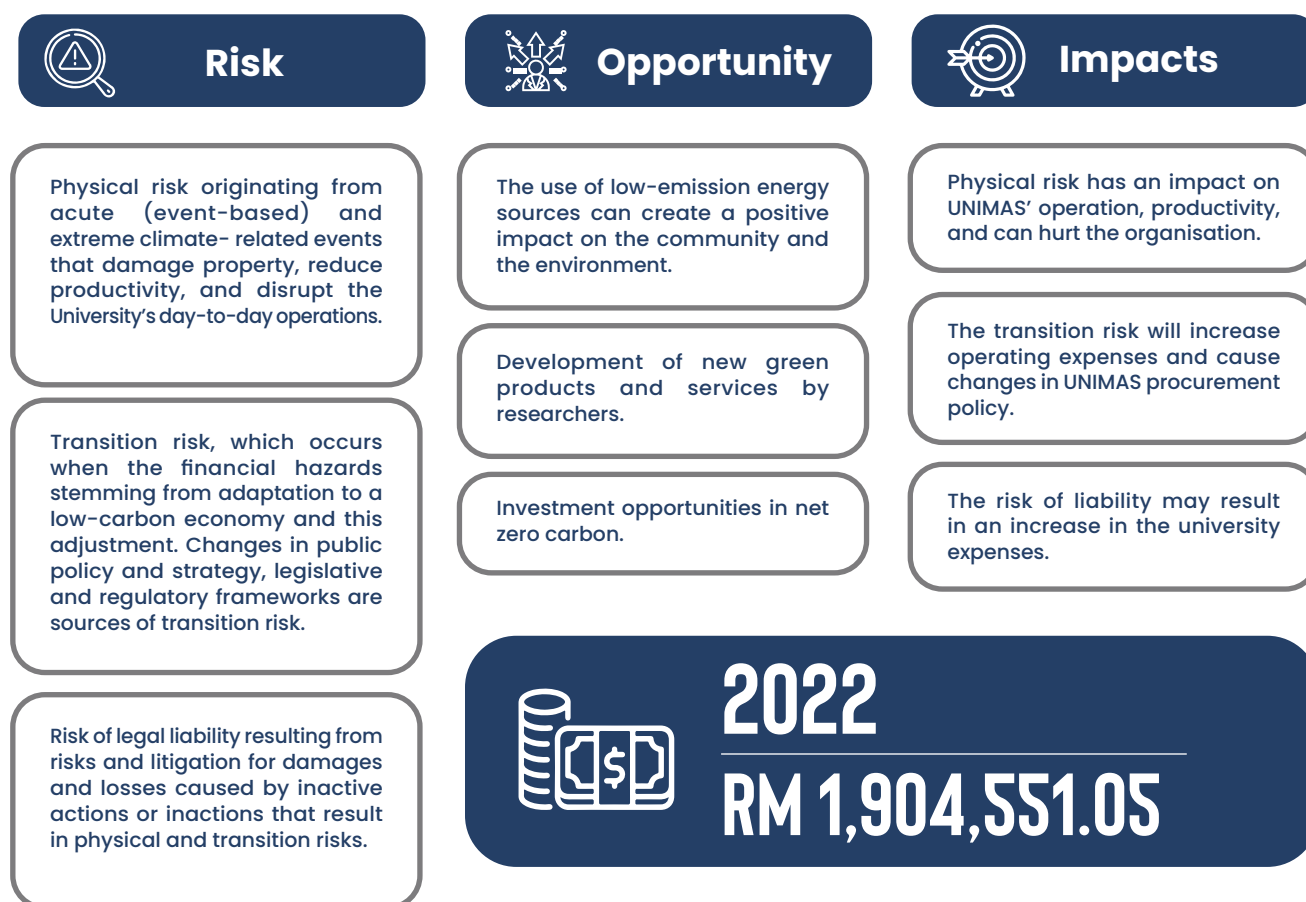 Risk
Physical risk originating from
acute (event-based) and
extreme climate- related events
that damage property, reduce
productivity, and disrupt the
University's day-to-day operations.
Transition risk, which occurs
when the financial hazards
stemming from adaptation to a
low-carbon economy and this
adjustment. Changes in public
policy and strategy, legislative
and regulatory frameworks are
sources of transition risk.
Risk of legal liability resulting from
risks and litigation for damages
and losses caused by inactive
actions or inactions that result
in physical and transition risks.
Opportunity
The use of low-emission energy
sources can create a positive
impact on the community and
the environment.
Development of new green
products and services by
researchers.
Investment opportunities in net
zero carbon.
Impacts
Physical risk has an impact on
UNIMAS' operation, productivity,
and can hurt the organisation.
The transition risk will increase
operating expenses and cause
changes in UNIMAS procurement
policy.
The risk of liability may result
in an increase in the university
expenses.
$
2022
RM 1,904,551.05